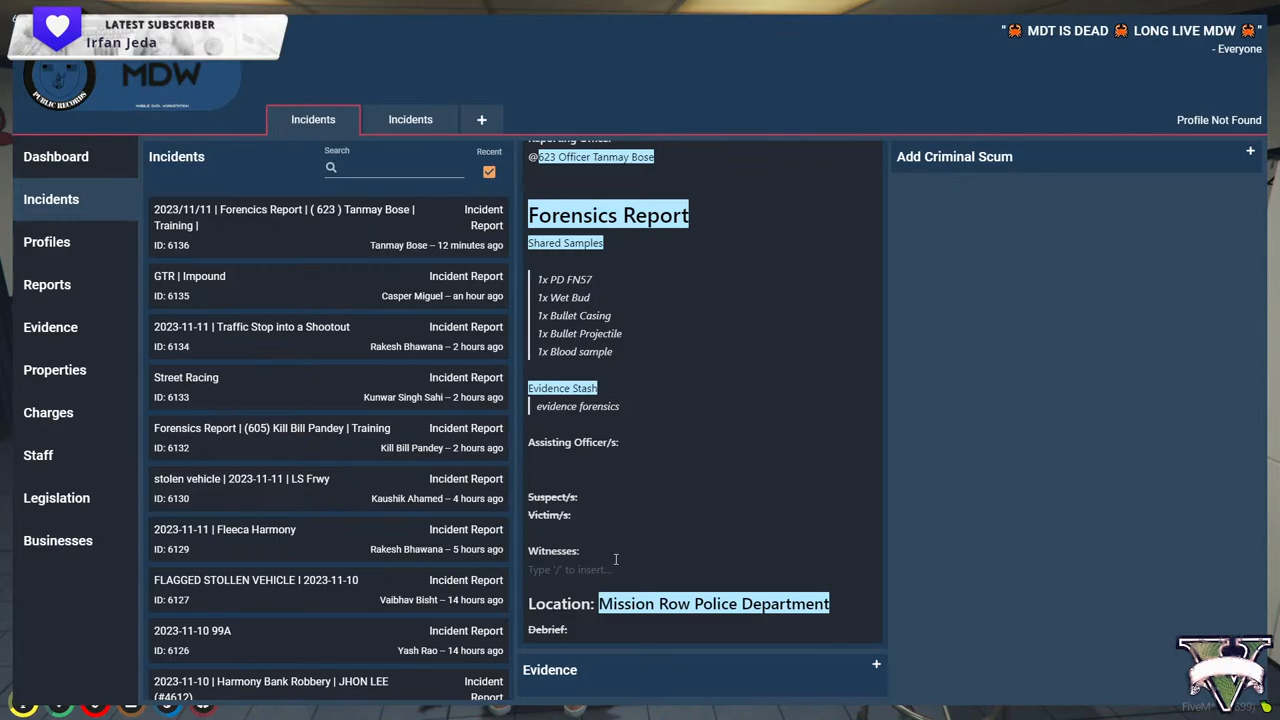 LATEST SUBSCRIBER
Irfan Jeda
" 🦀 MDT IS DEAD 🦀 LONG LIVE MDW 🦀 "
- Everyone
PUBLIC RECORDS
MDW
MOBILE DATA WORKSTATION
Incidents
Incidents
+
Profile Not Found
Dashboard
Incidents
Profiles
Reports
Evidence
Properties
Charges
Staff
Legislation
Businesses
Incidents
Search
Recent
2023/11/11 | Forencics Report | ( 623 ) Tanmay Bose |
Training |
Incident
Report
ID: 6136
Tanmay Bose – 12 minutes ago
GTR | Impound
Incident Report
ID: 6135
Casper Miguel – an hour ago
2023-11-11 | Traffic Stop into a Shootout
Incident Report
ID: 6134
Rakesh Bhawana – 2 hours ago
Street Racing
Incident Report
ID: 6133
Kunwar Singh Sahi – 2 hours ago
Forensics Report | (605) Kill Bill Pandey | Training
Incident Report
ID: 6132
Kill Bill Pandey – 2 hours ago
stolen vehicle | 2023-11-11 | LS Frwy
Incident Report
ID: 6130
Kaushik Ahamed – 4 hours ago
2023-11-11 | Fleeca Harmony
Incident Report
ID: 6129
Rakesh Bhawana – 5 hours ago
FLAGGED STOLLEN VEHICLE I 2023-11-10
Incident Report
ID: 6127
Vaibhav Bisht – 14 hours ago
2023-11-10 99A
Incident Report
ID: 6126
Yash Rao – 14 hours ago
2023-11-10 | Harmony Bank Robbery | JHON LEE
(#4612)
Incident
Report
Reporting Officer
@623 Officer Tanmay Bose
Forensics Report
Shared Samples
1x PD FN57
1x Wet Bud
1x Bullet Casing
1x Bullet Projectile
1x Blood sample
Evidence Stash
evidence forensics
Assisting Officer/s:
Suspect/s:
Victim/s:
Witnesses:
Type '/' to insert...
Location: Mission Row Police Department
Debrief:
Evidence
+
Add Criminal Scum
+
V
FiveM